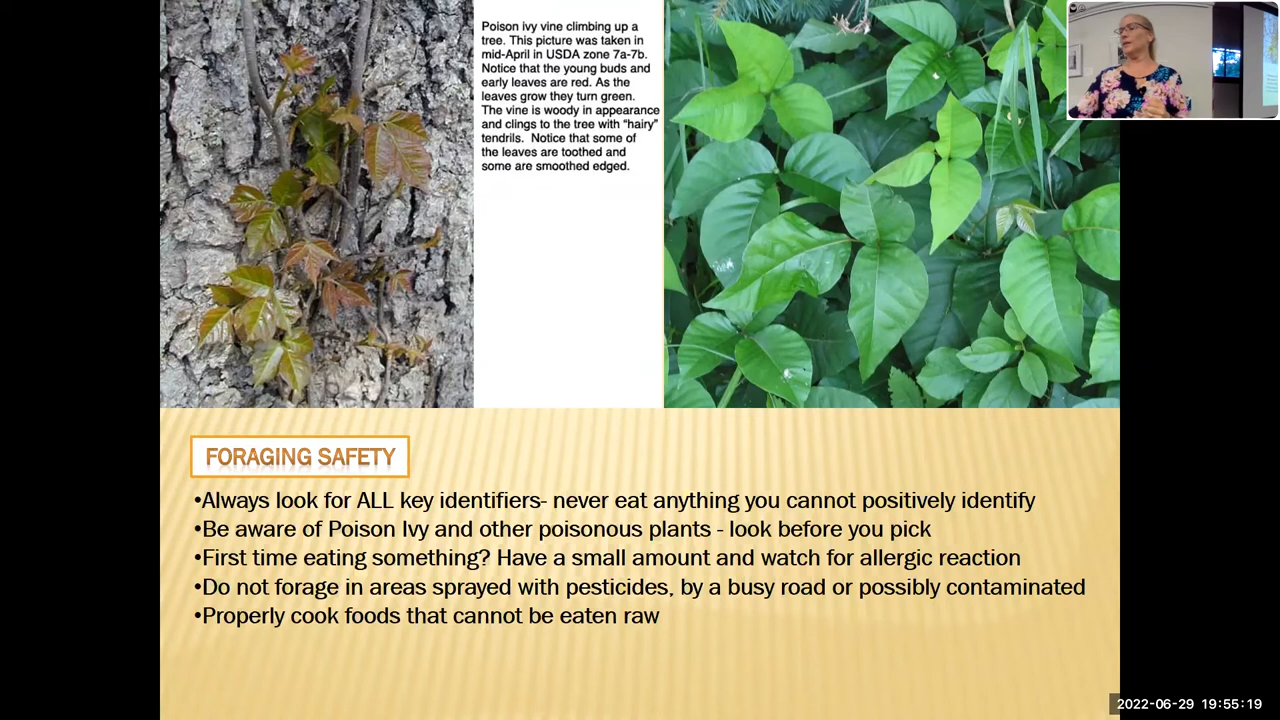 Poison ivy vine climbing up a
tree. This picture was taken in
mid-April in USDA zone 7a-7b.
Notice that the young buds and
early leaves are red. As the
leaves grow they turn green.
The vine is woody in appearance
and clings to the tree with "hairy"
tendrils. Notice that some of
the leaves are toothed and
some are smoothed edged.
FORAGING SAFETY
•Always look for ALL key identifiers- never eat anything you cannot positively identify
•Be aware of Poison Ivy and other poisonous plants - look before you pick
•First time eating something? Have a small amount and watch for allergic reaction
•Do not forage in areas sprayed with pesticides, by a busy road or possibly contaminated
•Properly cook foods that cannot be eaten raw
2022-06-29 19:55:19